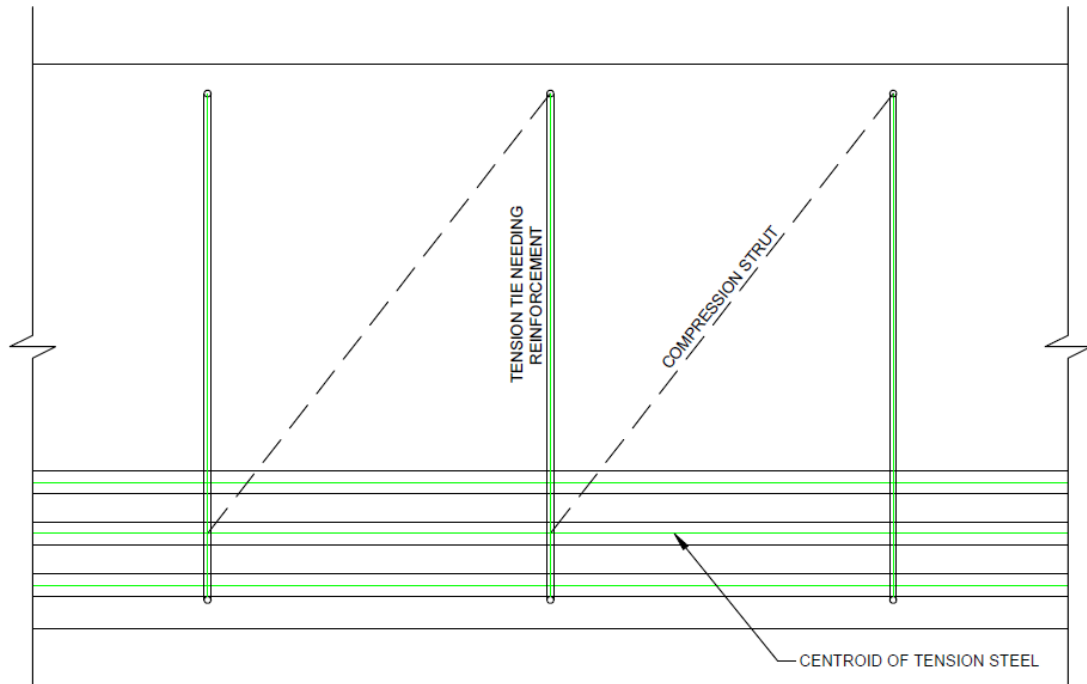 TENSION TIE NEEDING
REINFORCEMENT
COMPRESSION STRUT
CENTROID OF TENSION STEEL